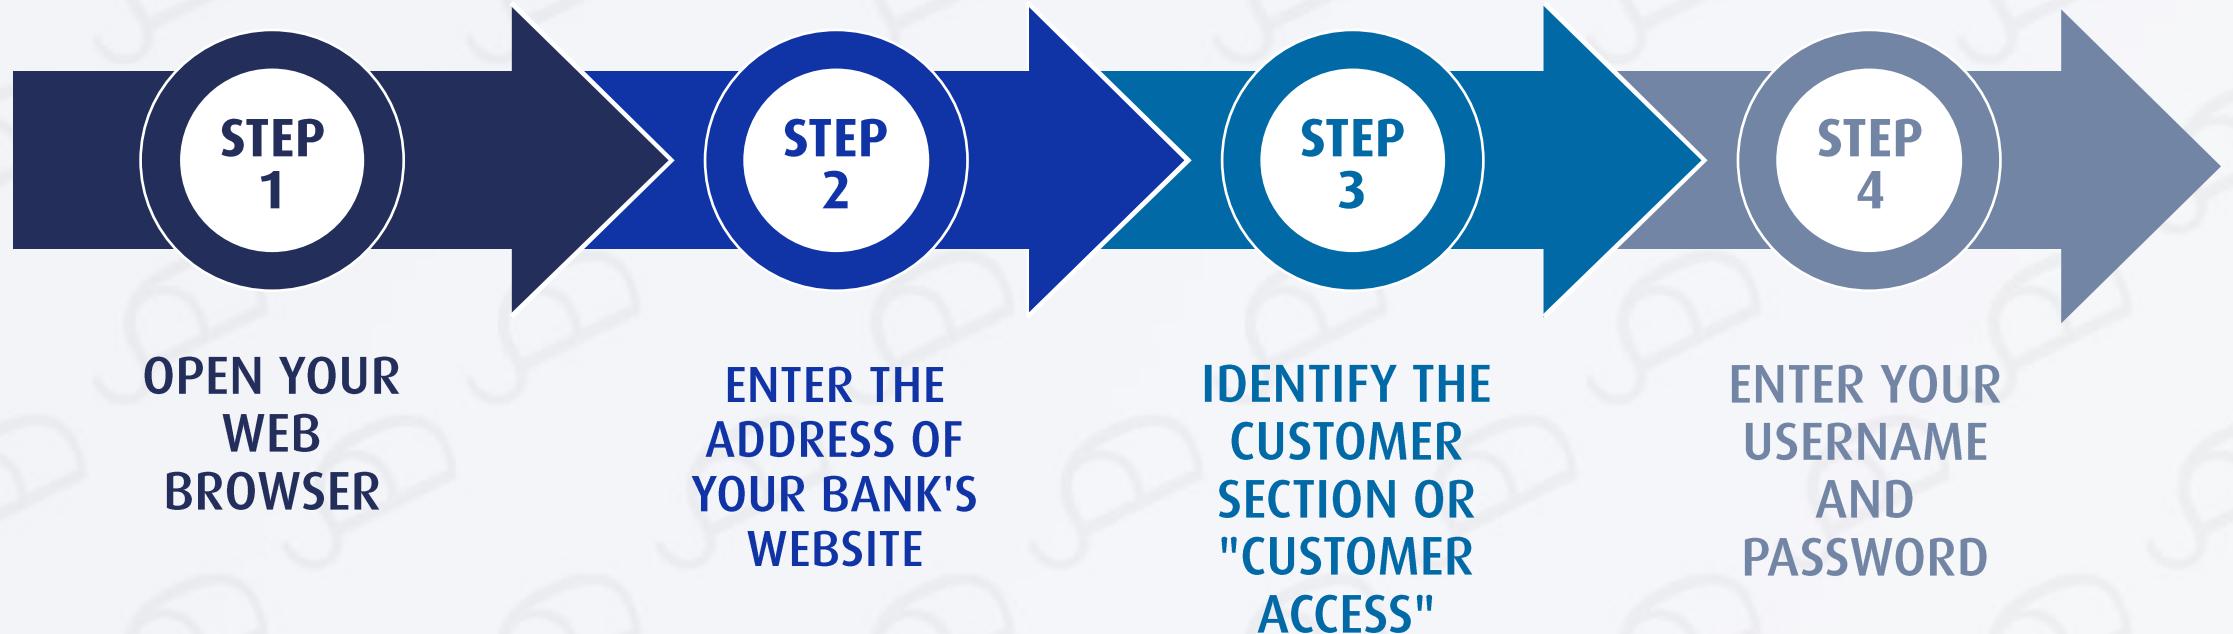 STEP
1
STEP
2
STEP
3
STEP
4
OPEN YOUR
WEB
BROWSER
ENTER THE
ADDRESS OF
YOUR BANK'S
WEBSITE
IDENTIFY THE
CUSTOMER
SECTION OR
"CUSTOMER
ACCESS"
ENTER YOUR
USERNAME
AND
PASSWORD